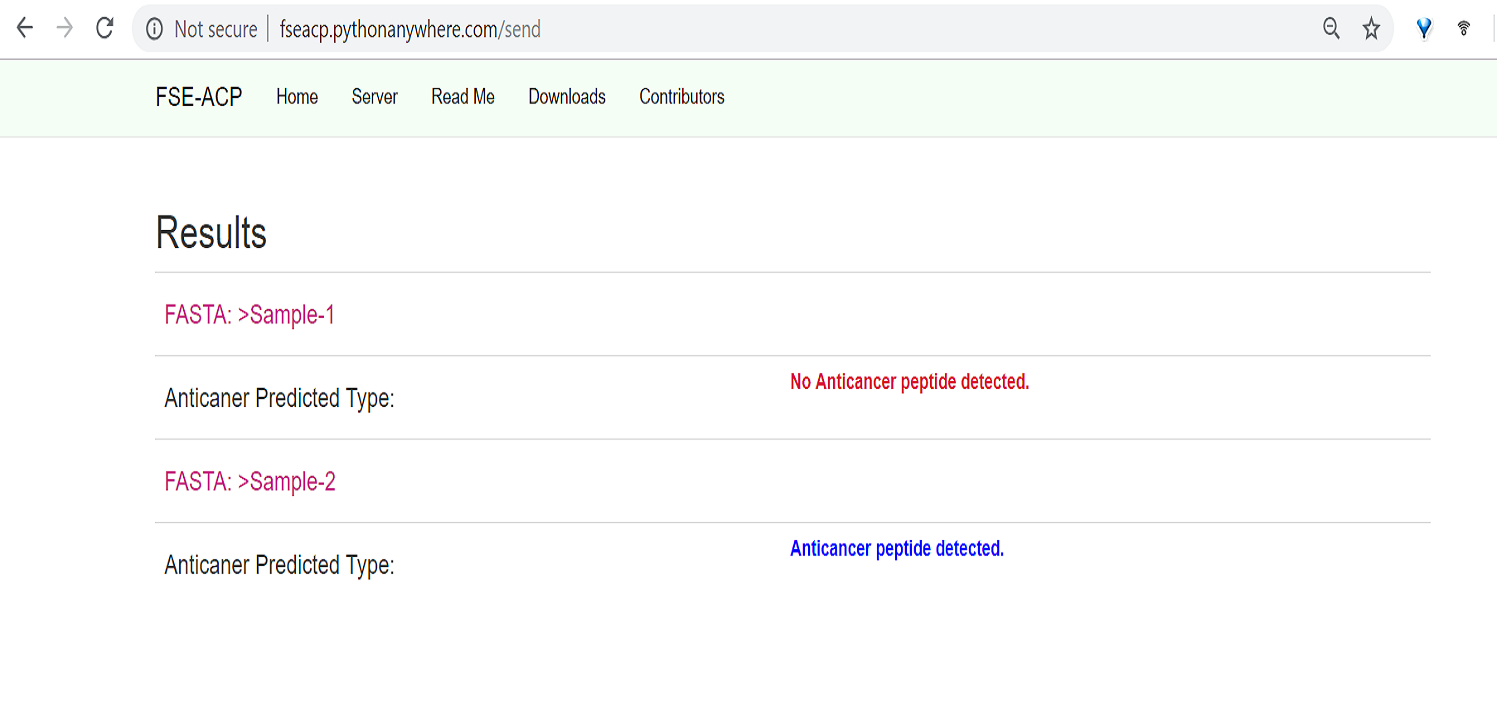 Not secure | fseacp.pythonanywhere.com/send
FSE-ACP Home Server Read Me Downloads Contributors
Results
FASTA: >Sample-1
Anticaner Predicted Type: No Anticancer peptide detected.
FASTA: >Sample-2
Anticaner Predicted Type: Anticancer peptide detected.